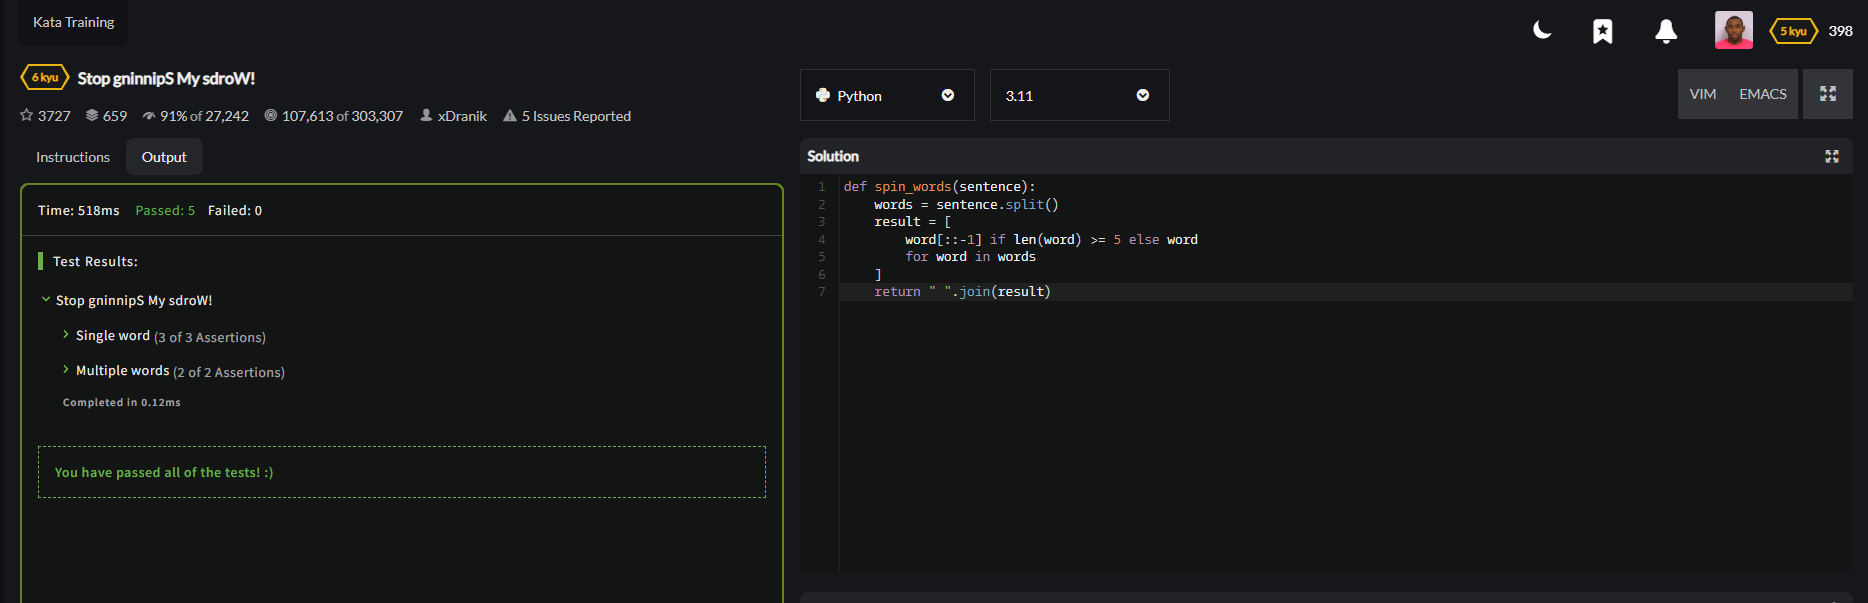 Kata Training
5 kyu 398
6 kyu Stop gninnipS My sdroW!
3727 659 91% of 27,242 107,613 of 303,307 xDranik 5 Issues Reported
Python 3.11 VIM EMACS
Instructions Output
Time: 518ms Passed: 5 Failed: 0
Test Results:
Stop gninnipS My sdroW!
Single word (3 of 3 Assertions)
Multiple words (2 of 2 Assertions)
Completed in 0.12ms
You have passed all of the tests! :)
Solution
1 def spin_words(sentence):
2     words = sentence.split()
3     result = [
4         word[::-1] if len(word) >= 5 else word
5         for word in words
6     ]
7     return " ".join(result)